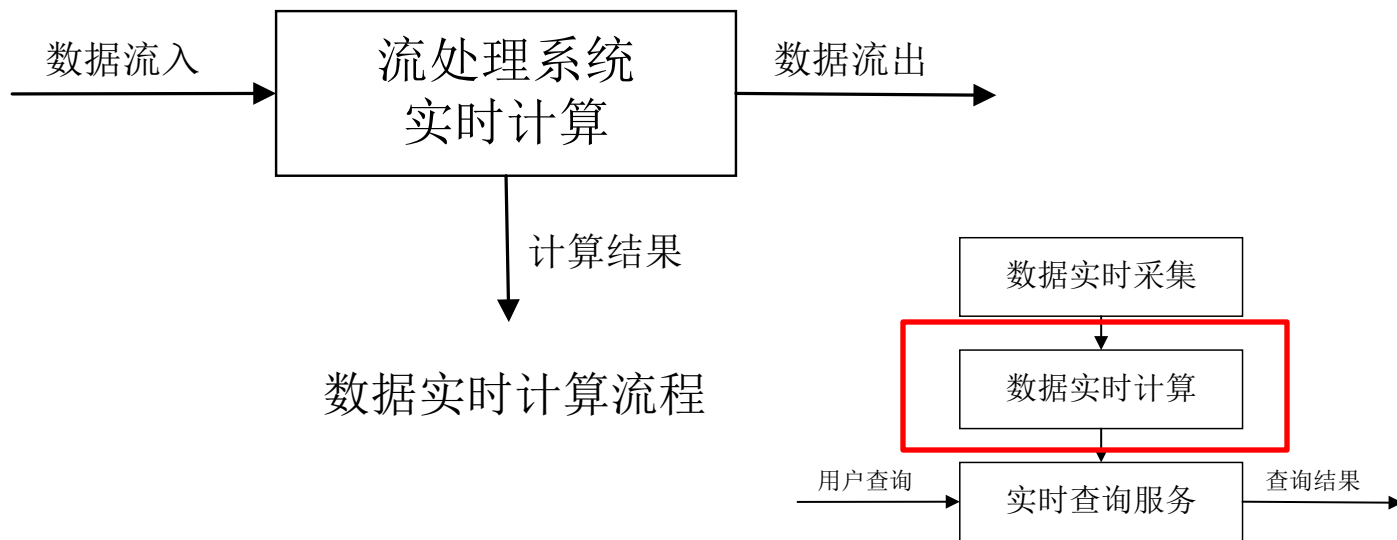 数据流入
流处理系统
实时计算
数据流出
计算结果
数据实时计算流程
数据实时采集
数据实时计算
用户查询
实时查询服务
查询结果